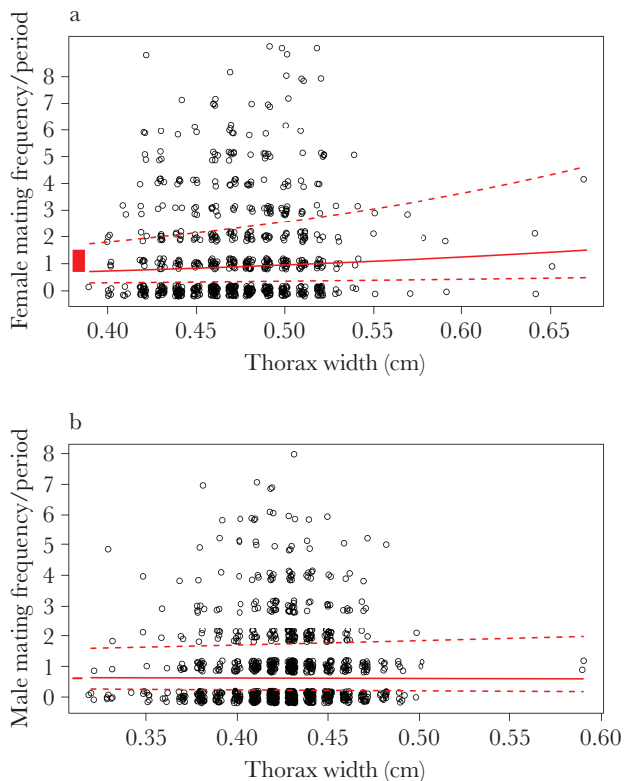 a
Female mating frequency/period
8
7
6
5
4
3
2
1
0
0.40 0.45 0.50 0.55 0.60 0.65
Thorax width (cm)
b
Male mating frequency/period
8
7
6
5
4
3
2
1
0
0.35 0.40 0.45 0.50 0.55 0.60
Thorax width (cm)